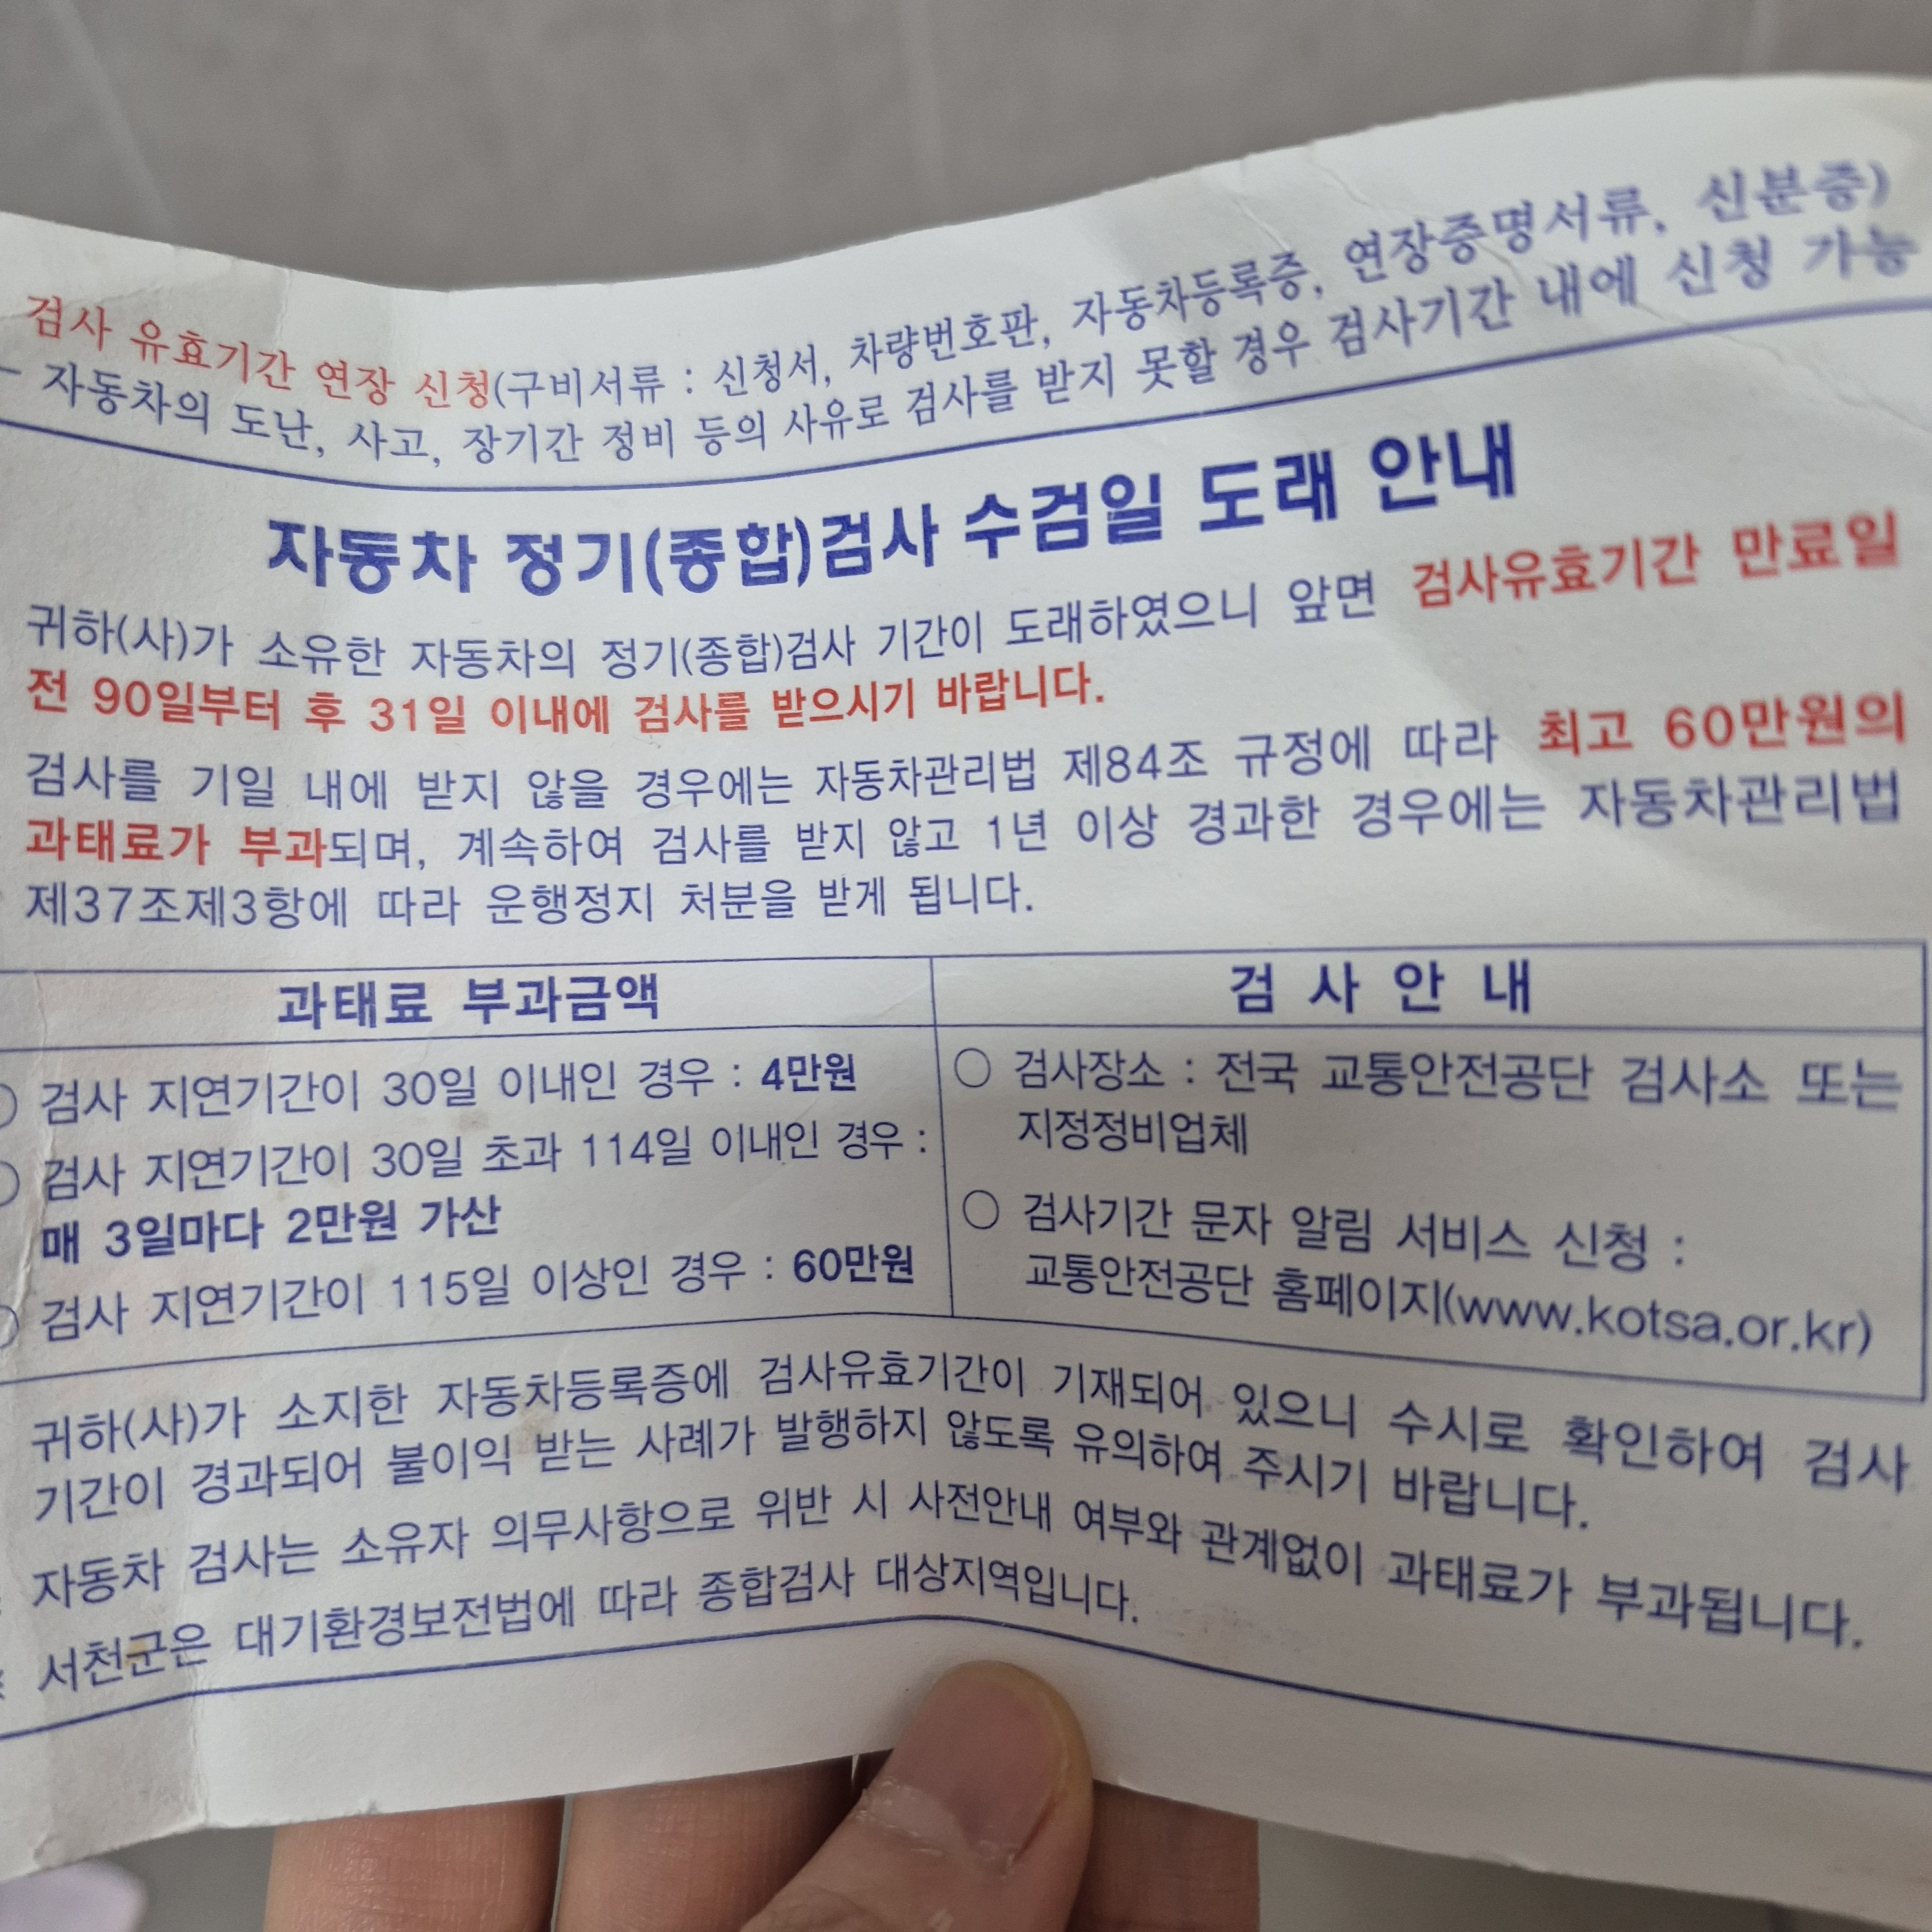 검사 유효기간 연장 신청(구비서류 : 신청서, 차량번호판, 자동차등록증, 연장증명서류, 신분증)
- 자동차의 도난, 사고, 장기간 정비 등의 사유로 검사를 받지 못할 경우 검사기간 내에 신청 가능
자동차 정기(종합)검사 수검일 도래 안내
귀하(사)가 소유한 자동차의 정기(종합)검사 기간이 도래하였으니 앞면 검사유효기간 만료일
전 90일부터 후 31일 이내에 검사를 받으시기 바랍니다.
검사를 기일 내에 받지 않을 경우에는 자동차관리법 제84조 규정에 따라 최고 60만원의
과태료가 부과되며, 계속하여 검사를 받지 않고 1년 이상 경과한 경우에는 자동차관리법
제37조제3항에 따라 운행정지 처분을 받게 됩니다.
과태료 부과금액
○ 검사 지연기간이 30일 이내인 경우 : 4만원
○ 검사 지연기간이 30일 초과 114일 이내인 경우 :
매 3일마다 2만원 가산
○ 검사 지연기간이 115일 이상인 경우 : 60만원
검 사 안 내
○ 검사장소 : 전국 교통안전공단 검사소 또는
지정정비업체
○ 검사기간 문자 알림 서비스 신청 :
교통안전공단 홈페이지(www.kotsa.or.kr)
귀하(사)가 소지한 자동차등록증에 검사유효기간이 기재되어 있으니 수시로 확인하여 검사
기간이 경과되어 불이익 받는 사례가 발행하지 않도록 유의하여 주시기 바랍니다.
자동차 검사는 소유자 의무사항으로 위반 시 사전안내 여부와 관계없이 과태료가 부과됩니다.
서천군은 대기환경보전법에 따라 종합검사 대상지역입니다.